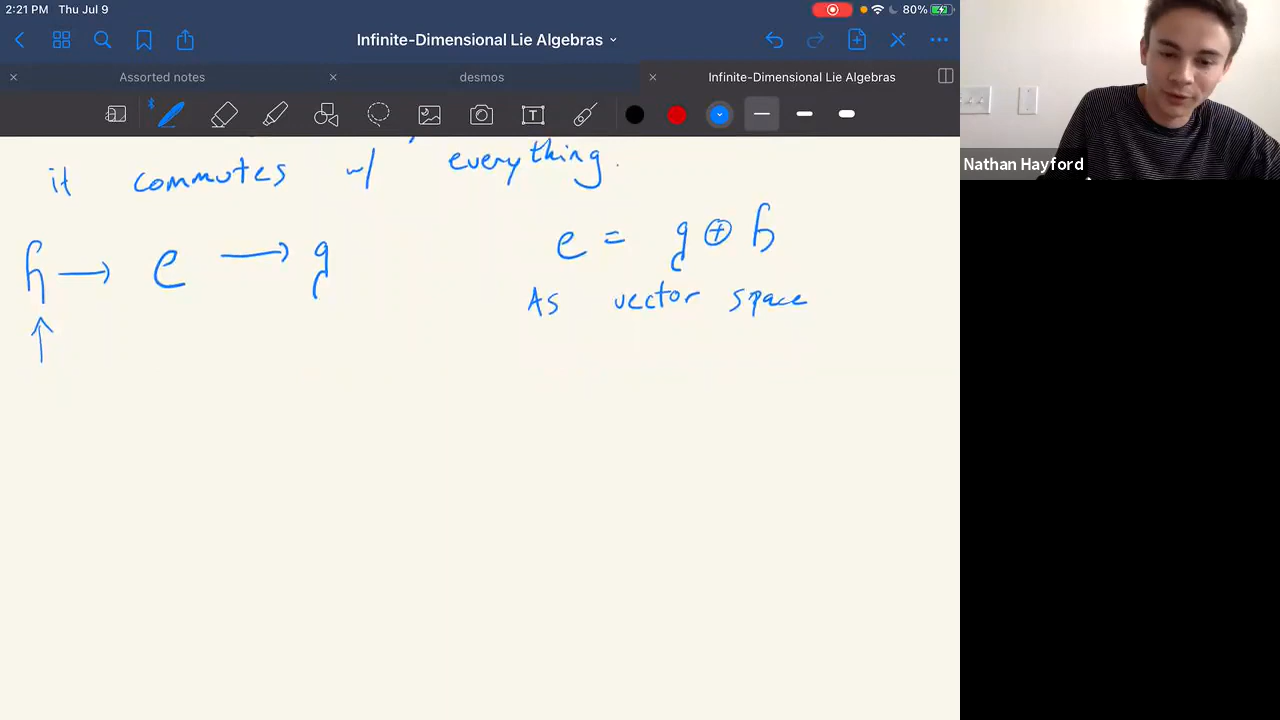 2:21 PM Thu Jul 9
80%
Infinite-Dimensional Lie Algebras
Assorted notes
desmos
Infinite-Dimensional Lie Algebras
T
Nathan Hayford
it commutes w/ everything.
h → e → g
e = g ⊕ h
As vector space
↑